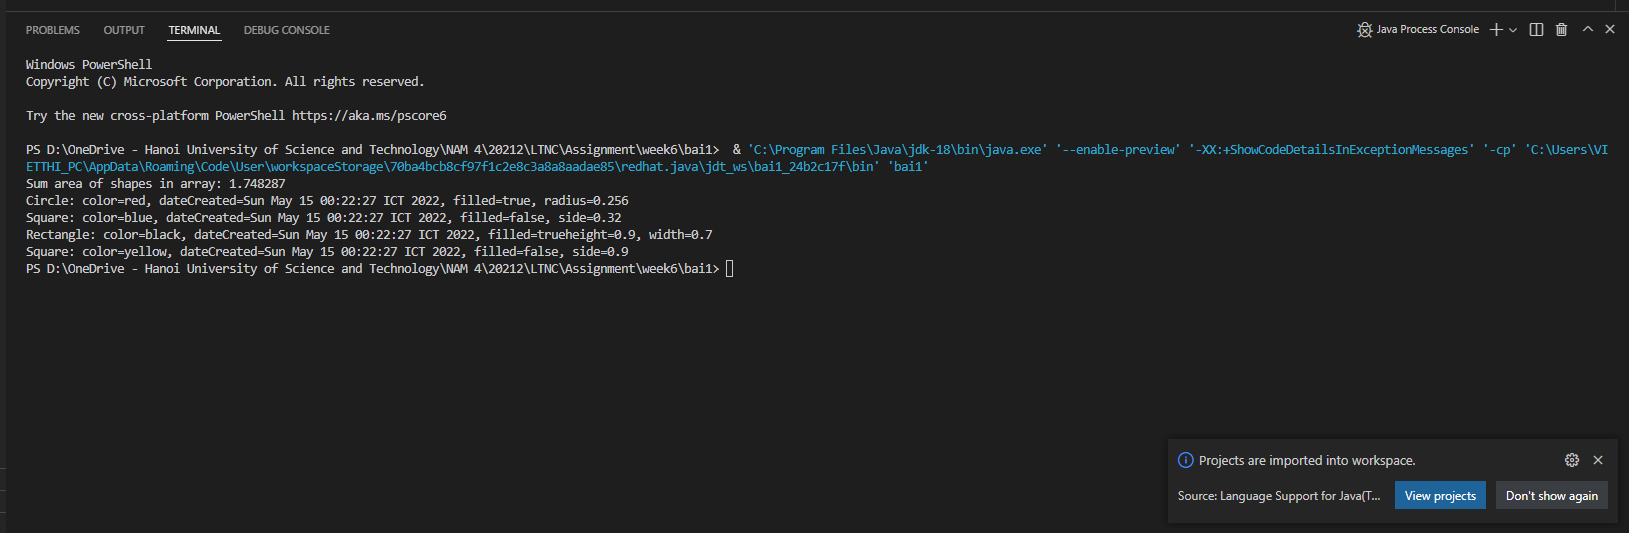 PROBLEMS OUTPUT TERMINAL DEBUG CONSOLE Java Process Console
Windows PowerShell
Copyright (C) Microsoft Corporation. All rights reserved.
Try the new cross-platform PowerShell https://aka.ms/pscore6
PS D:\OneDrive - Hanoi University of Science and Technology\NAM 4\20212\LTNC\Assignment\week6\bai1>  & 'C:\Program Files\Java\jdk-18\bin\java.exe' '--enable-preview' '-XX:+ShowCodeDetailsInExceptionMessages' '-cp' 'C:\Users\VI
ETTHI_PC\AppData\Roaming\Code\User\workspaceStorage\70ba4bcb8cf97f1c2e8c3a8a8aadae85\redhat.java\jdt_ws\bai1_24b2c17f\bin' 'bai1'
Sum area of shapes in array: 1.748287
Circle: color=red, dateCreated=Sun May 15 00:22:27 ICT 2022, filled=true, radius=0.256
Square: color=blue, dateCreated=Sun May 15 00:22:27 ICT 2022, filled=false, side=0.32
Rectangle: color=black, dateCreated=Sun May 15 00:22:27 ICT 2022, filled=trueheight=0.9, width=0.7
Square: color=yellow, dateCreated=Sun May 15 00:22:27 ICT 2022, filled=false, side=0.9
PS D:\OneDrive - Hanoi University of Science and Technology\NAM 4\20212\LTNC\Assignment\week6\bai1>
Projects are imported into workspace.
Source: Language Support for Java(T... View projects Don't show again